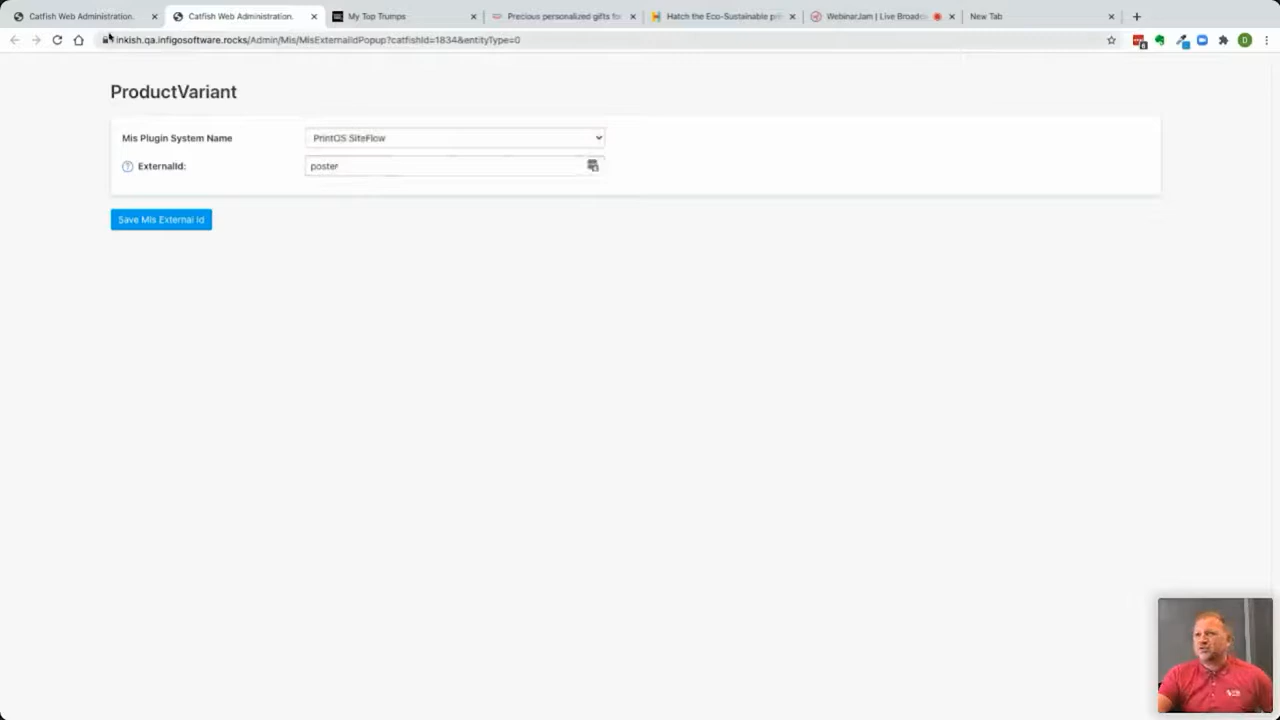 Catfish Web Administration.
Catfish Web Administration.
My Top Trumps
Precious personalized gifts fo
Hatch the Eco-Sustainable pri
WebinarJam | Live Broadc
New Tab
inkish.qa.infigosoftware.rocks/Admin/Mis/MisExternalIdPopup?catfishId=1834&entityType=0
D
ProductVariant
Mis Plugin System Name
PrintOS SiteFlow
ExternalId:
poster
Save Mis External Id